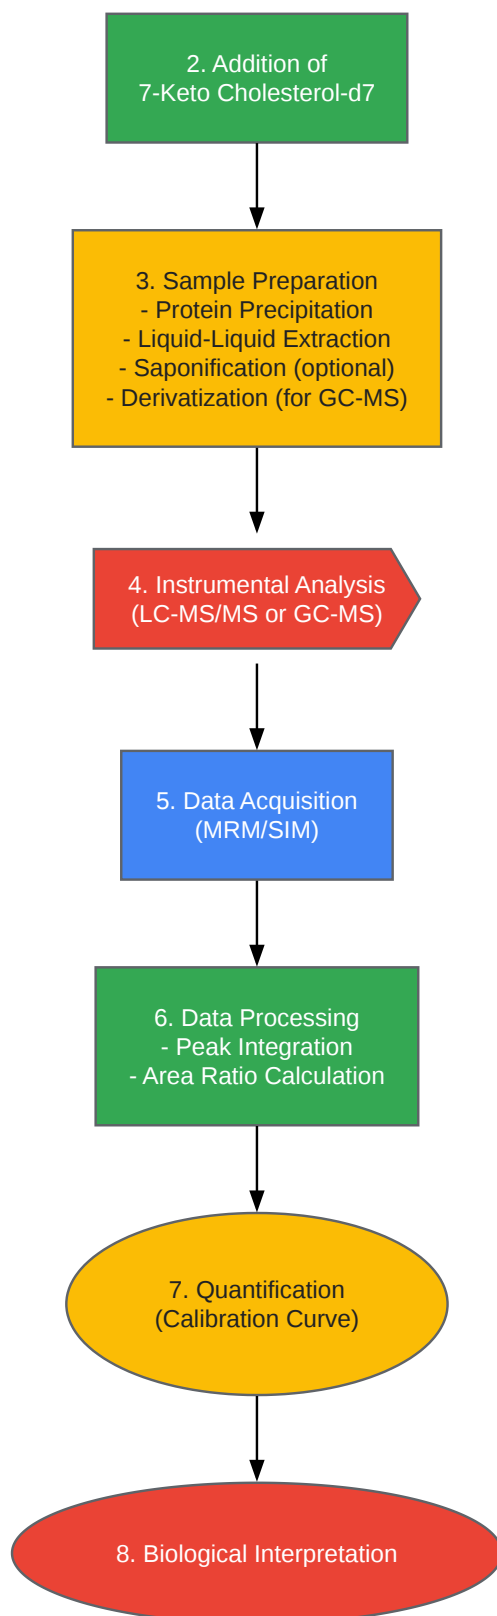 2. Addition of
7-Keto Cholesterol-d7
3. Sample Preparation
- Protein Precipitation
- Liquid-Liquid Extraction
- Saponification (optional)
- Derivatization (for GC-MS)
4. Instrumental Analysis
(LC-MS/MS or GC-MS)
5. Data Acquisition
(MRM/SIM)
6. Data Processing
- Peak Integration
- Area Ratio Calculation
7. Quantification
(Calibration Curve)
8. Biological Interpretation